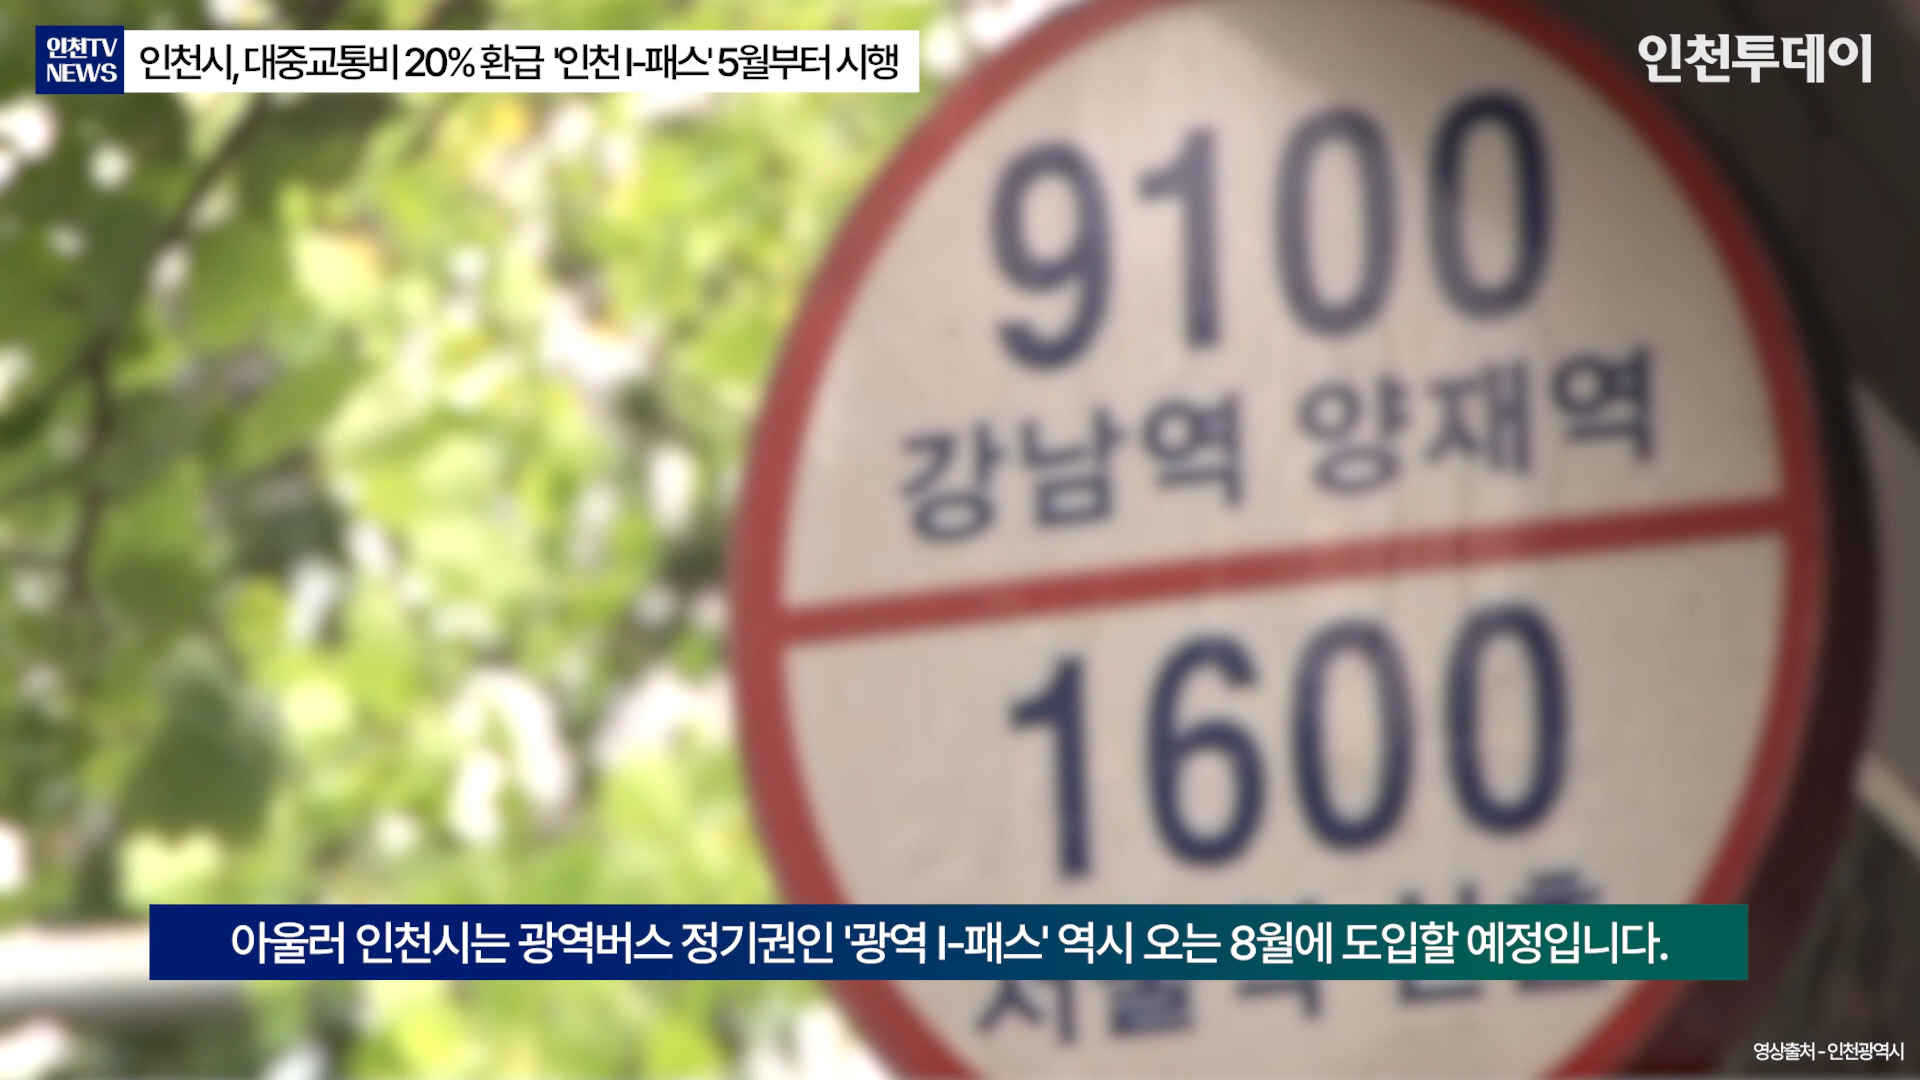 인천TV
NEWS
인천시, 대중교통비 20% 환급 '인천 I-패스' 5월부터 시행
인천투데이
9100
강남역 양재역
1600
아울러 인천시는 광역버스 정기권인 '광역 I-패스' 역시 오는 8월에 도입할 예정입니다.
영상출처 - 인천광역시